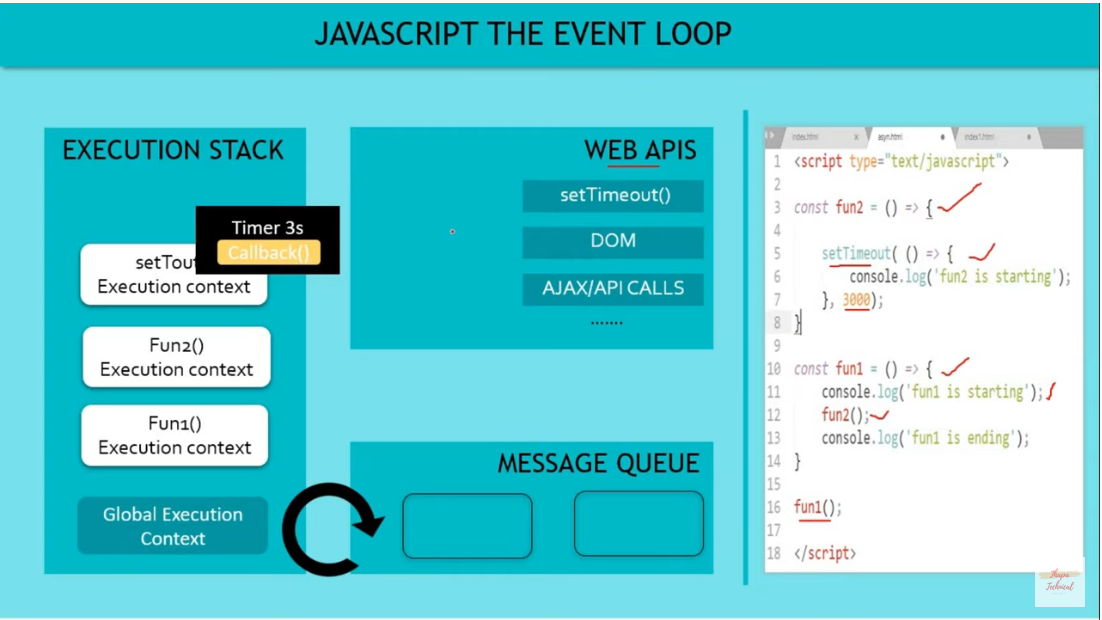 JAVASCRIPT THE EVENT LOOP
EXECUTION STACK
Timer 3s
Callback()
setTout
Execution context
Fun2()
Execution context
Fun1()
Execution context
Global Execution
Context
WEB APIS
setTimeout()
DOM
AJAX/API CALLS
.......
MESSAGE QUEUE
index.html x asyn.html index1.html
1 <script type="text/javascript">
2
3 const fun2 = () => {
4
5 setTimeout( () => {
6 console.log('fun2 is starting');
7 }, 3000);
8 }
9
10 const fun1 = () => {
11 console.log('fun1 is starting');
12 fun2();
13 console.log('fun1 is ending');
14 }
15
16 fun1();
17
18 </script>
Thapa
Technical